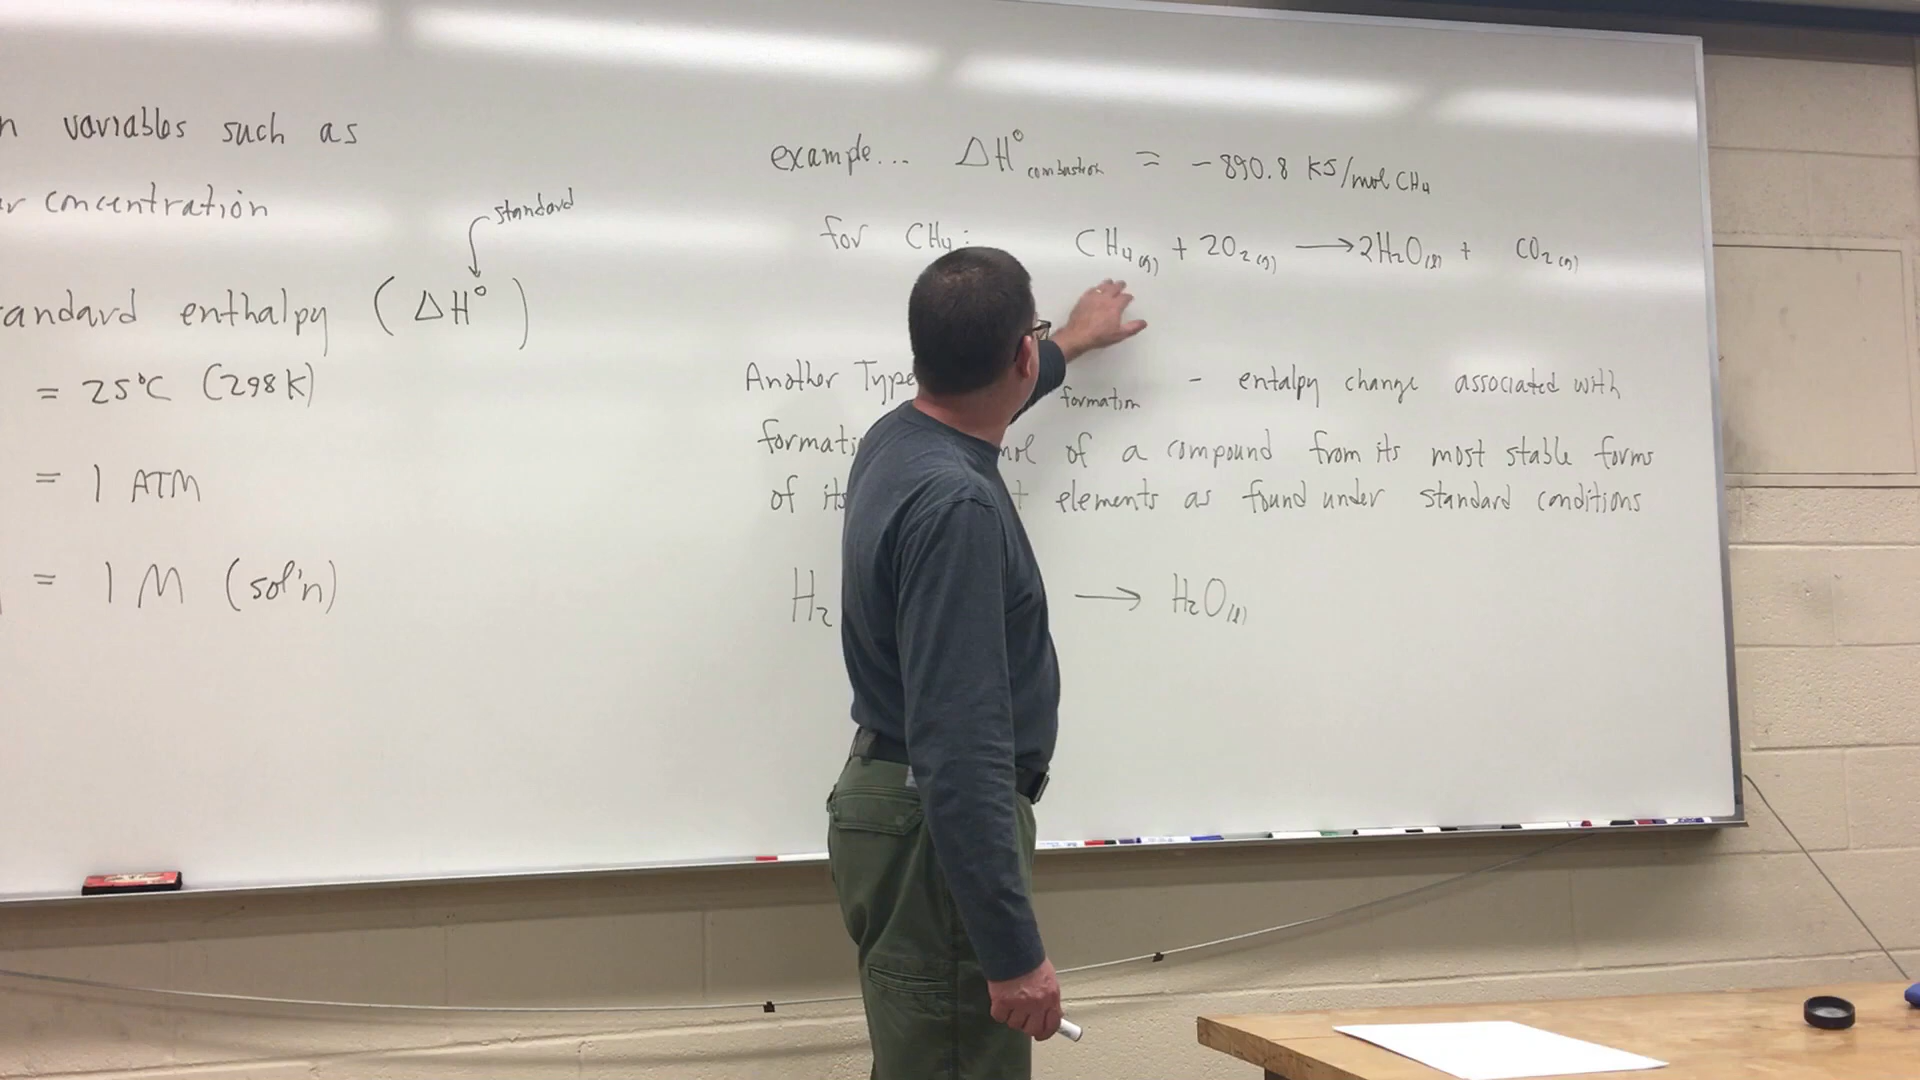 variables such as
concentration
standard
andard enthalpy (ΔH°)
= 25°C (298K)
= 1 ATM
= 1 M (sol'n)
example... ΔH° combustion = -890.8 KJ/mol CH4
for CH4: CH4(g) + 2O2(g) → 2H2O(l) + CO2(g)
Another Type formation - entalpy change associated with
formati mol of a compound from its most stable forms
of its t elements as found under standard conditions
H2 → H2O(l)